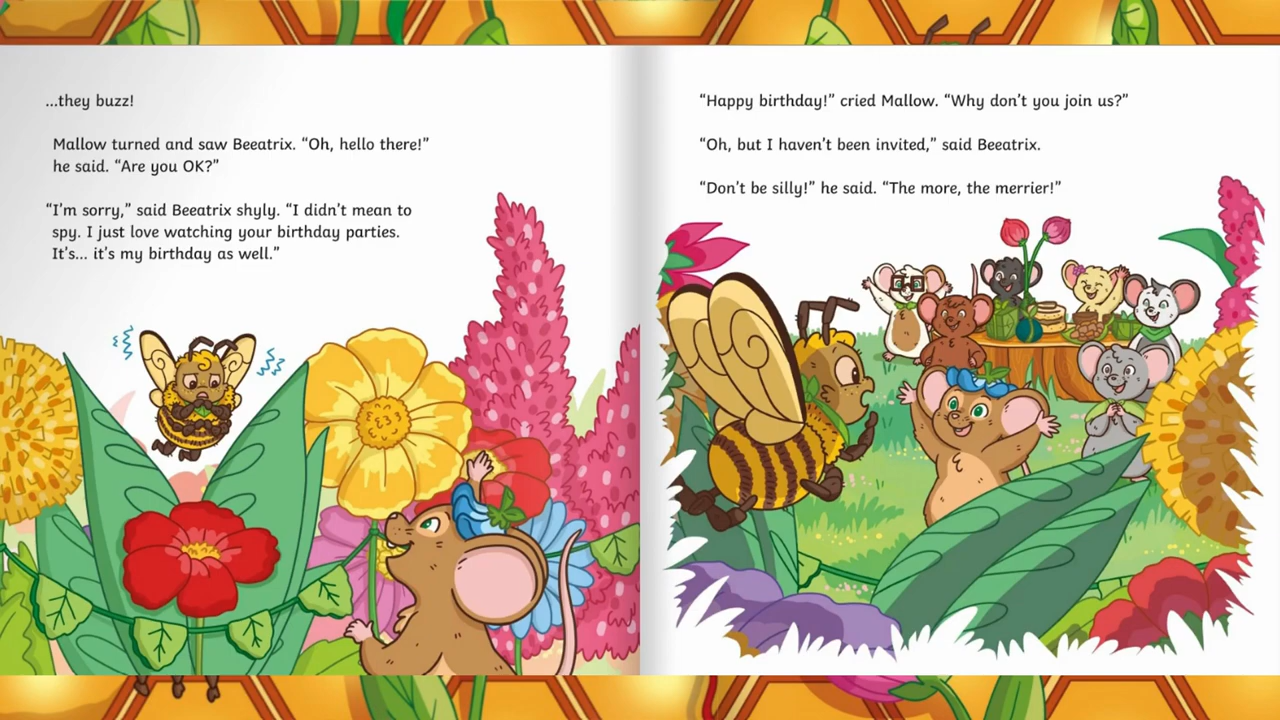 ...they buzz!
Mallow turned and saw Beeatrix. “Oh, hello there!”
he said. “Are you OK?”
“I’m sorry,” said Beeatrix shyly. “I didn’t mean to
spy. I just love watching your birthday parties.
It’s... it’s my birthday as well.”
“Happy birthday!” cried Mallow. “Why don’t you join us?”
“Oh, but I haven’t been invited,” said Beeatrix.
“Don’t be silly!” he said. “The more, the merrier!”